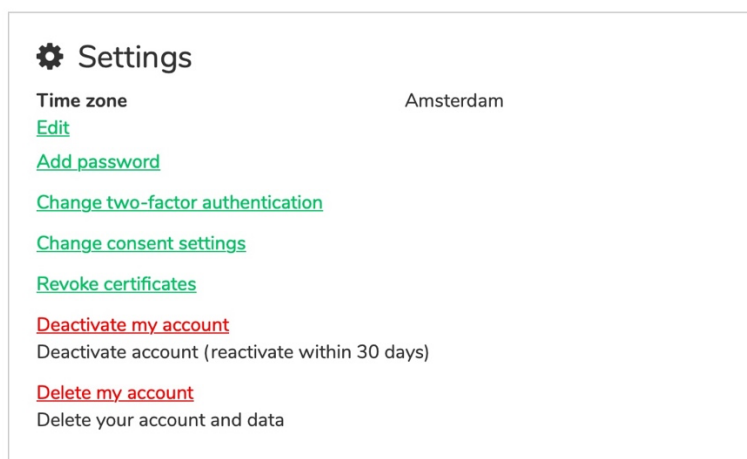 Settings
Time zone Amsterdam
Edit
Add password
Change two-factor authentication
Change consent settings
Revoke certificates
Deactivate my account
Deactivate account (reactivate within 30 days)
Delete my account
Delete your account and data